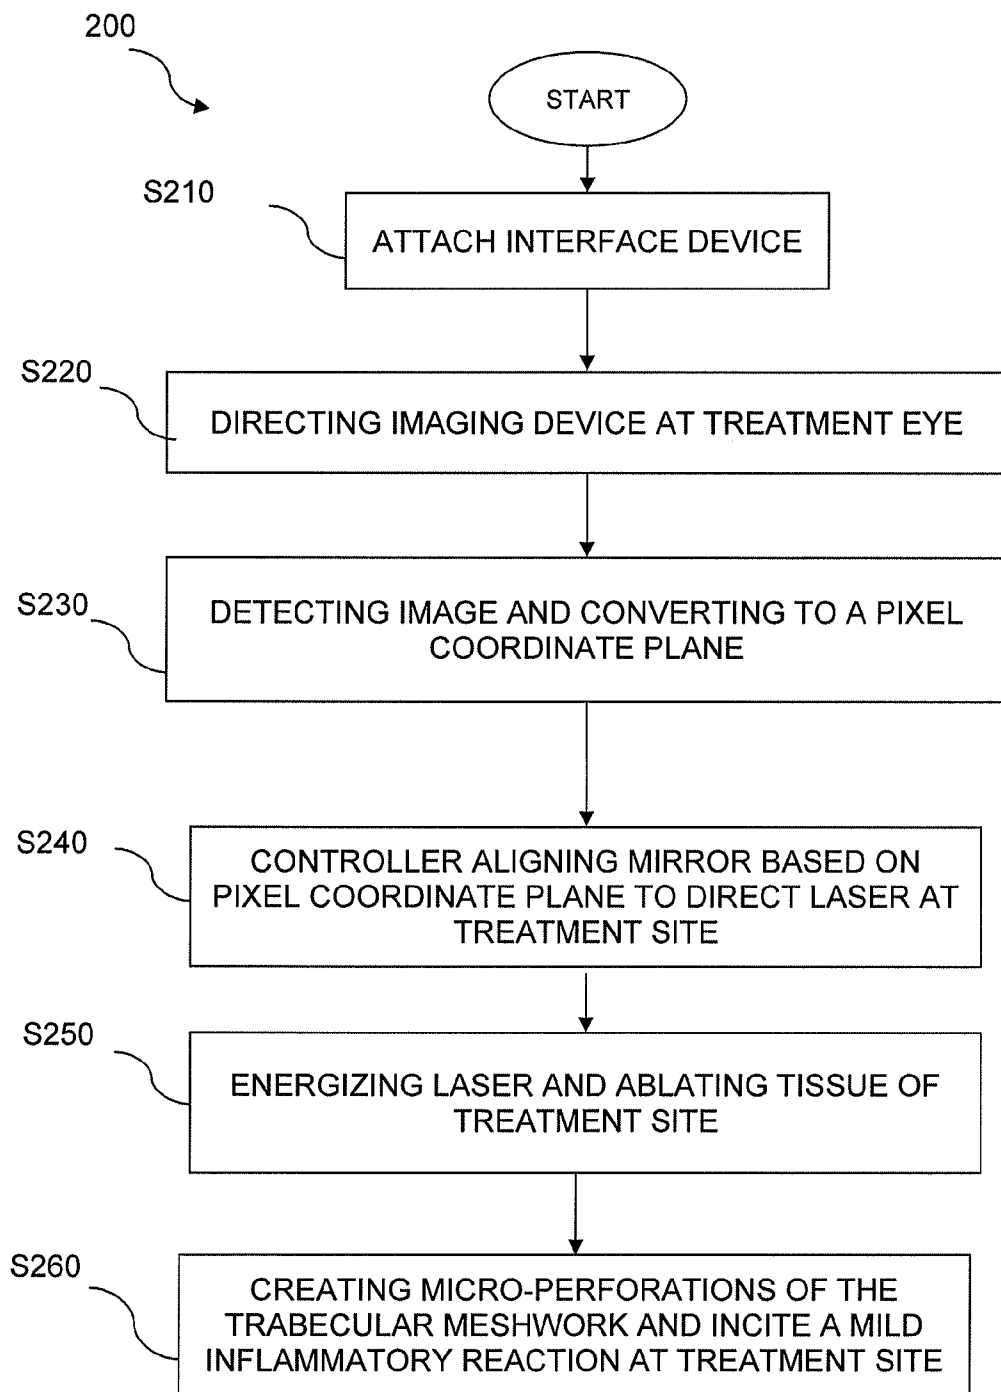 200
START
S210
ATTACH INTERFACE DEVICE
S220
DIRECTING IMAGING DEVICE AT TREATMENT EYE
S230
DETECTING IMAGE AND CONVERTING TO A PIXEL
COORDINATE PLANE
S240
CONTROLLER ALIGNING MIRROR BASED ON
PIXEL COORDINATE PLANE TO DIRECT LASER AT
TREATMENT SITE
S250
ENERGIZING LASER AND ABLATING TISSUE OF
TREATMENT SITE
S260
CREATING MICRO-PERFORATIONS OF THE
TRABECULAR MESHWORK AND INCITE A MILD
INFLAMMATORY REACTION AT TREATMENT SITE